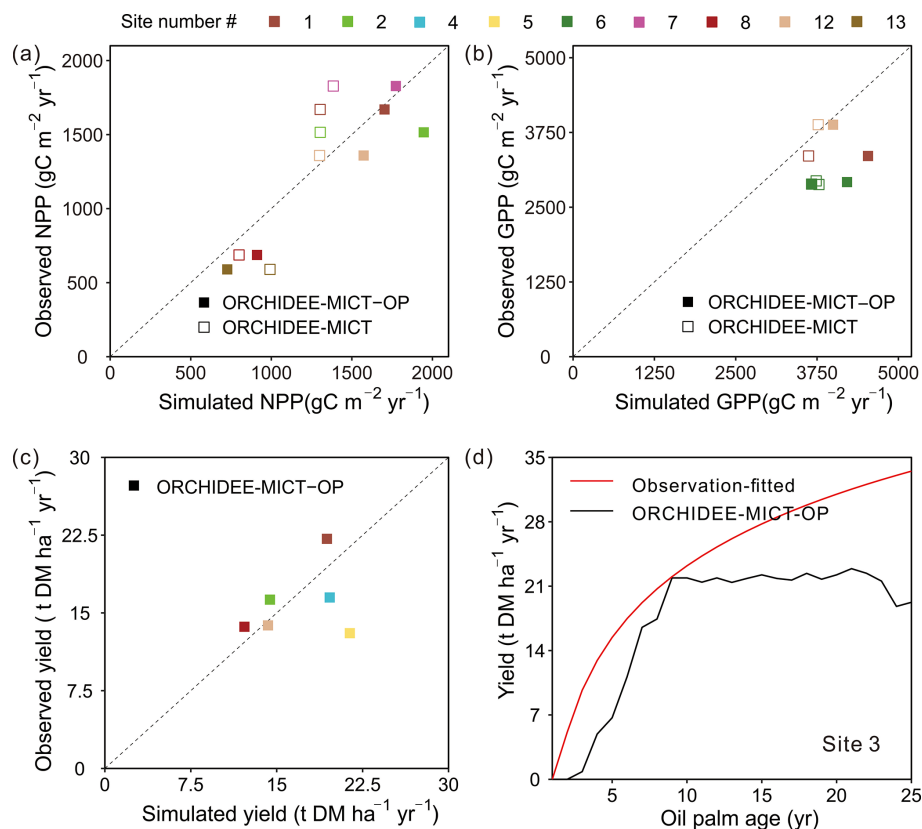 Site number # 1 2 4 5 6 7 8 12 13
(a)
2000
1500
1000
500
0
Observed NPP (gC m⁻² yr⁻¹)
ORCHIDEE-MICT-OP
ORCHIDEE-MICT
0 500 1000 1500 2000
Simulated NPP(gC m⁻² yr⁻¹)
(b)
5000
3750
2500
1250
0
Observed GPP (gC m⁻² yr⁻¹)
ORCHIDEE-MICT-OP
ORCHIDEE-MICT
0 1250 2500 3750 5000
Simulated GPP(gC m⁻² yr⁻¹)
(c)
30
22.5
15
7.5
0
Observed yield ( t DM ha⁻¹ yr⁻¹)
ORCHIDEE-MICT-OP
0 7.5 15 22.5 30
Simulated yield ( t DM ha⁻¹ yr⁻¹)
(d)
35
28
21
14
7
0
Yield (t DM ha⁻¹ yr⁻¹)
Observation-fitted
ORCHIDEE-MICT-OP
Site 3
5 10 15 20 25
Oil palm age (yr)